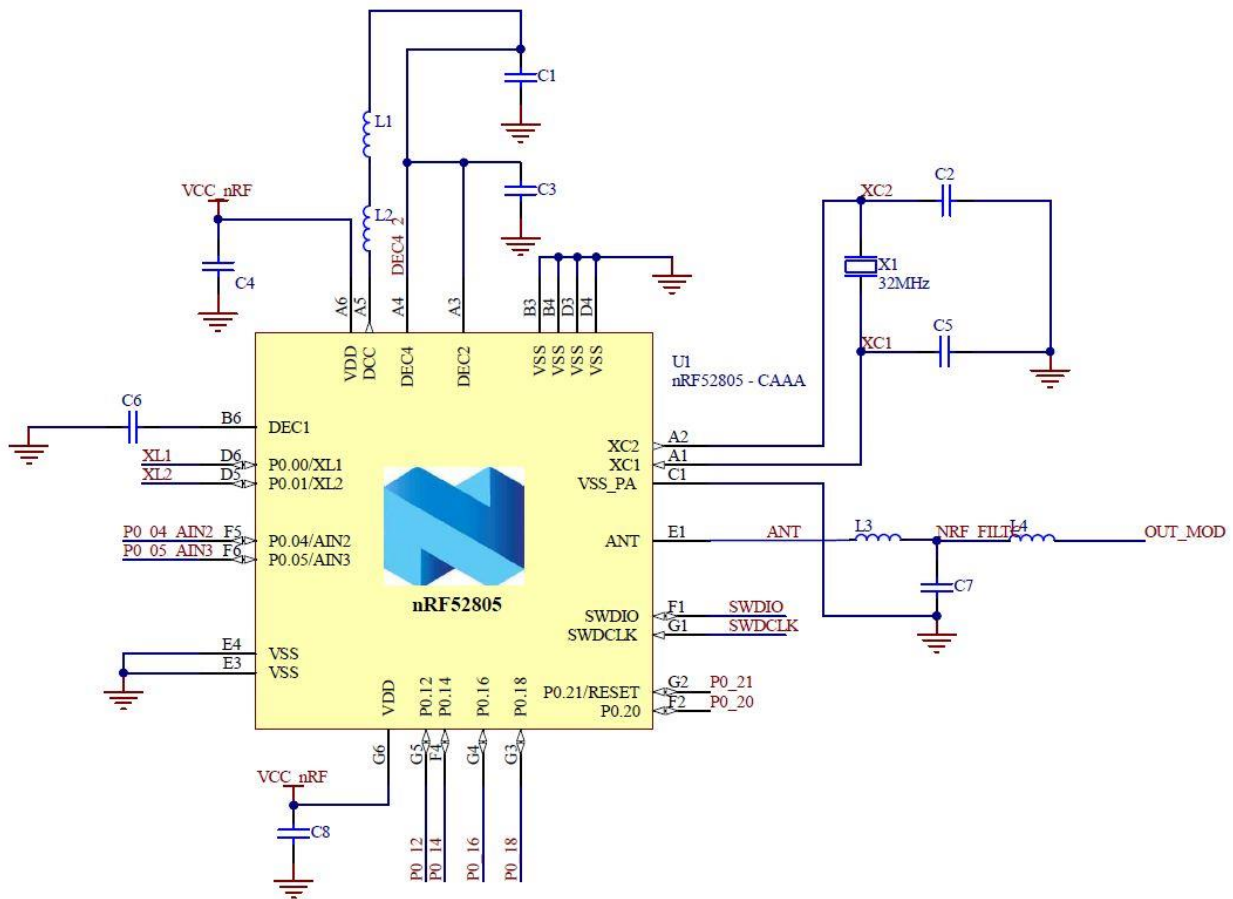 C1
L1
C3
VCC_nRF
L2
C4
DEC4_2
C2
XC2
X1
32MHz
C5
XC1
A6
A5
A4
A3
B3
B4
D3
D4
VDD
DCC
DEC4
DEC2
VSS
VSS
VSS
VSS
U1
nRF52805 - CAAA
C6
B6
DEC1
XL1
D6
P0.00/XL1
XL2
D5
P0.01/XL2
P0_04_AIN2
F5
P0.04/AIN2
P0_05_AIN3
F6
P0.05/AIN3
E4
VSS
E3
VSS
nRF52805
XC2
A2
XC1
A1
VSS_PA
C1
ANT
E1
ANT
L3
L4
OUT_MOD
C7
SWDIO
F1
SWDIO
SWDCLK
G1
SWDCLK
P0.21/RESET
G2
P0_21
P0.20
F2
P0_20
VDD
P0.12
P0.14
P0.16
P0.18
G6
G5
F4
G4
G3
VCC_nRF
C8
P0_12
P0_14
P0_16
P0_18